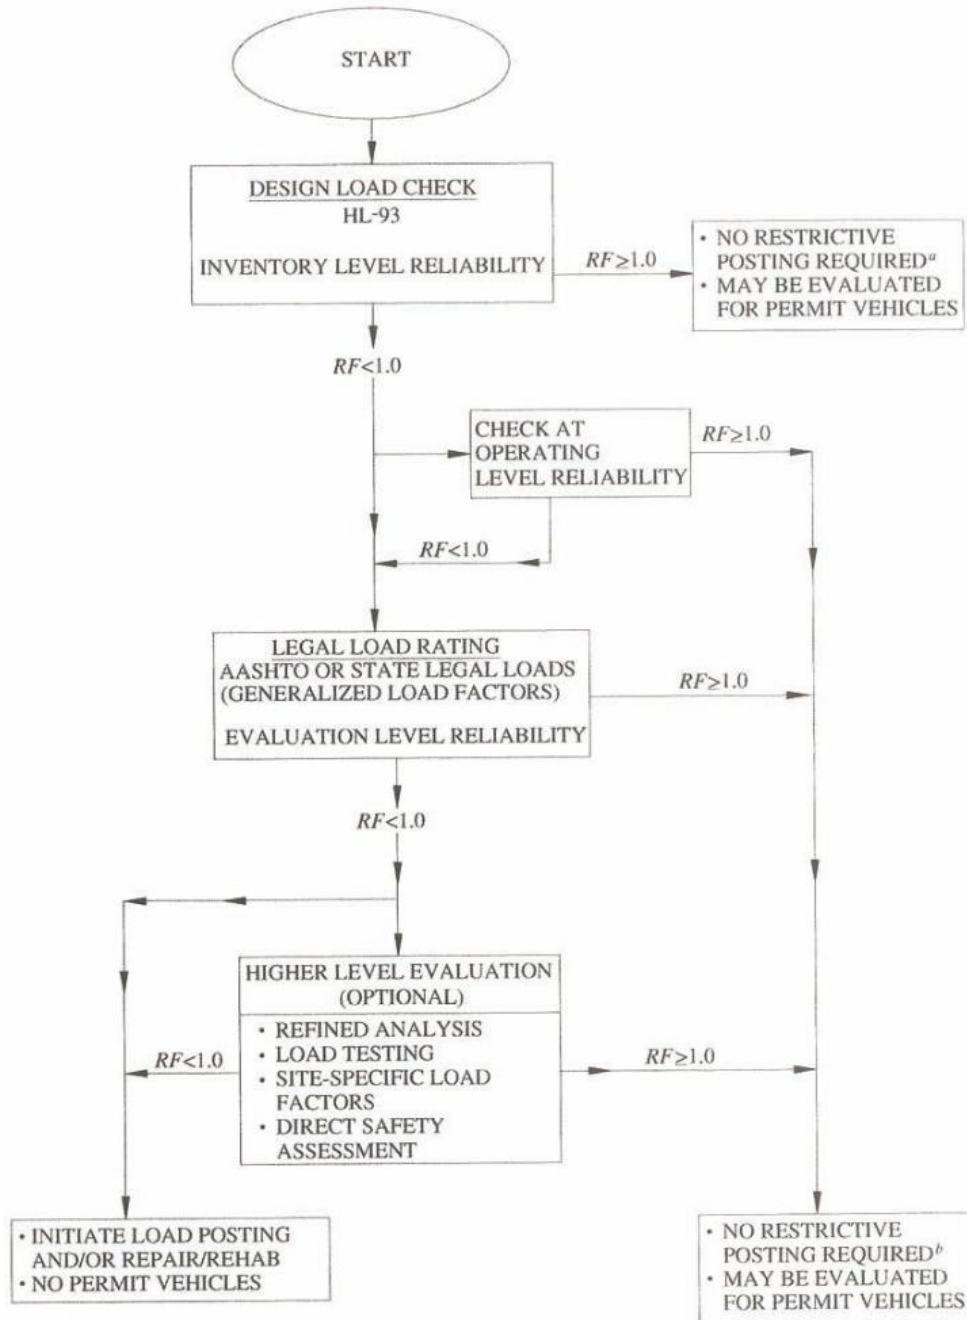 START
DESIGN LOAD CHECK
HL-93
INVENTORY LEVEL RELIABILITY
RF≥1.0
• NO RESTRICTIVE
POSTING REQUIREDᵃ
• MAY BE EVALUATED
FOR PERMIT VEHICLES
RF<1.0
CHECK AT
OPERATING
LEVEL RELIABILITY
RF≥1.0
RF<1.0
LEGAL LOAD RATING
AASHTO OR STATE LEGAL LOADS
(GENERALIZED LOAD FACTORS)
EVALUATION LEVEL RELIABILITY
RF≥1.0
RF<1.0
HIGHER LEVEL EVALUATION
(OPTIONAL)
• REFINED ANALYSIS
• LOAD TESTING
• SITE-SPECIFIC LOAD
FACTORS
• DIRECT SAFETY
ASSESSMENT
RF<1.0
RF≥1.0
• INITIATE LOAD POSTING
AND/OR REPAIR/REHAB
• NO PERMIT VEHICLES
• NO RESTRICTIVE
POSTING REQUIREDᵇ
• MAY BE EVALUATED
FOR PERMIT VEHICLES